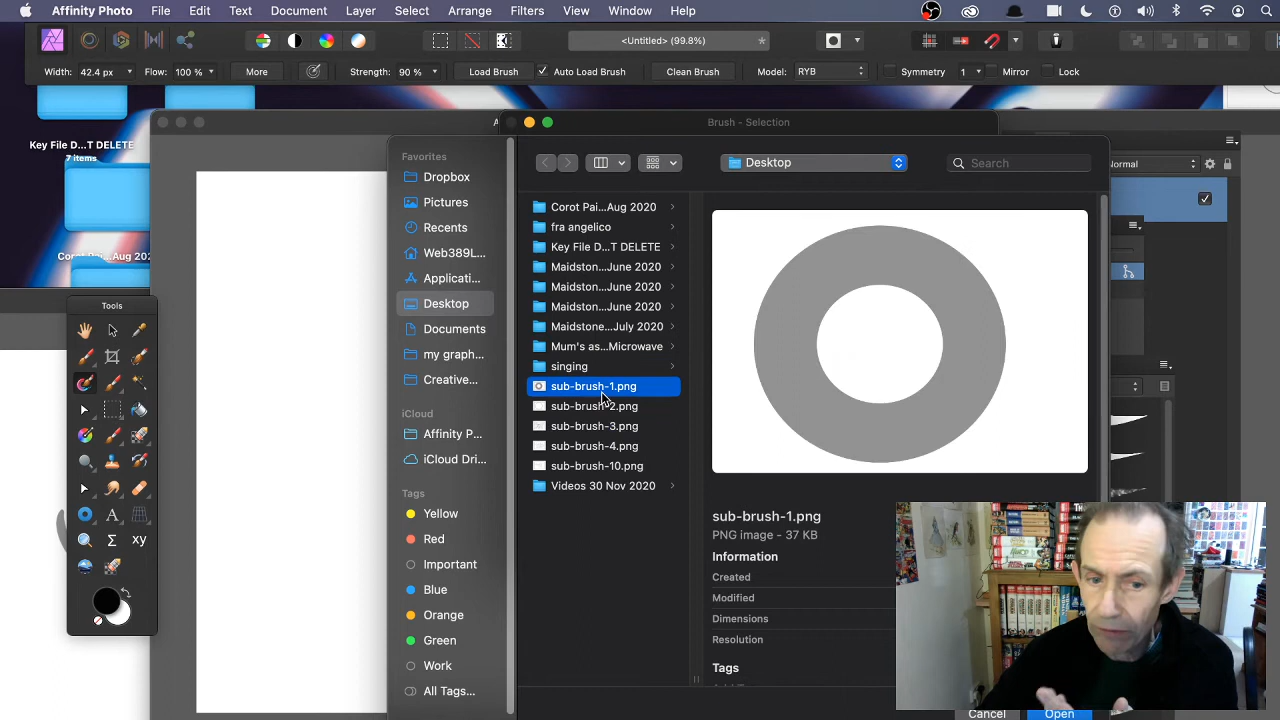 Affinity Photo File Edit Text Document Layer Select Arrange Filters View Window Help
<Untitled> (99.8%) *
Width: 42.4 px Flow: 100 % More Strength: 90 % Load Brush Auto Load Brush Clean Brush Model: RYB Symmetry 1 Mirror Lock
Key File D...T DELETE
7 items
Corot Pai...Aug 202
Tools
Brush - Selection
Favorites
Dropbox
Pictures
Recents
Web389L...
Applicati...
Desktop
Documents
my graph...
Creative...
iCloud
Affinity P...
iCloud Dri...
Tags
Yellow
Red
Important
Blue
Orange
Green
Work
All Tags...
Desktop
Search
Corot Pai...Aug 2020
fra angelico
Key File D...T DELETE
Maidston...June 2020
Maidston...June 2020
Maidston...June 2020
Maidstone...July 2020
Mum's as...Microwave
singing
sub-brush-1.png
sub-brush-2.png
sub-brush-3.png
sub-brush-4.png
sub-brush-10.png
Videos 30 Nov 2020
sub-brush-1.png
PNG image - 37 KB
Information
Created
Modified
Dimensions
Resolution
Tags
Cancel
Open
ormal
A
xy